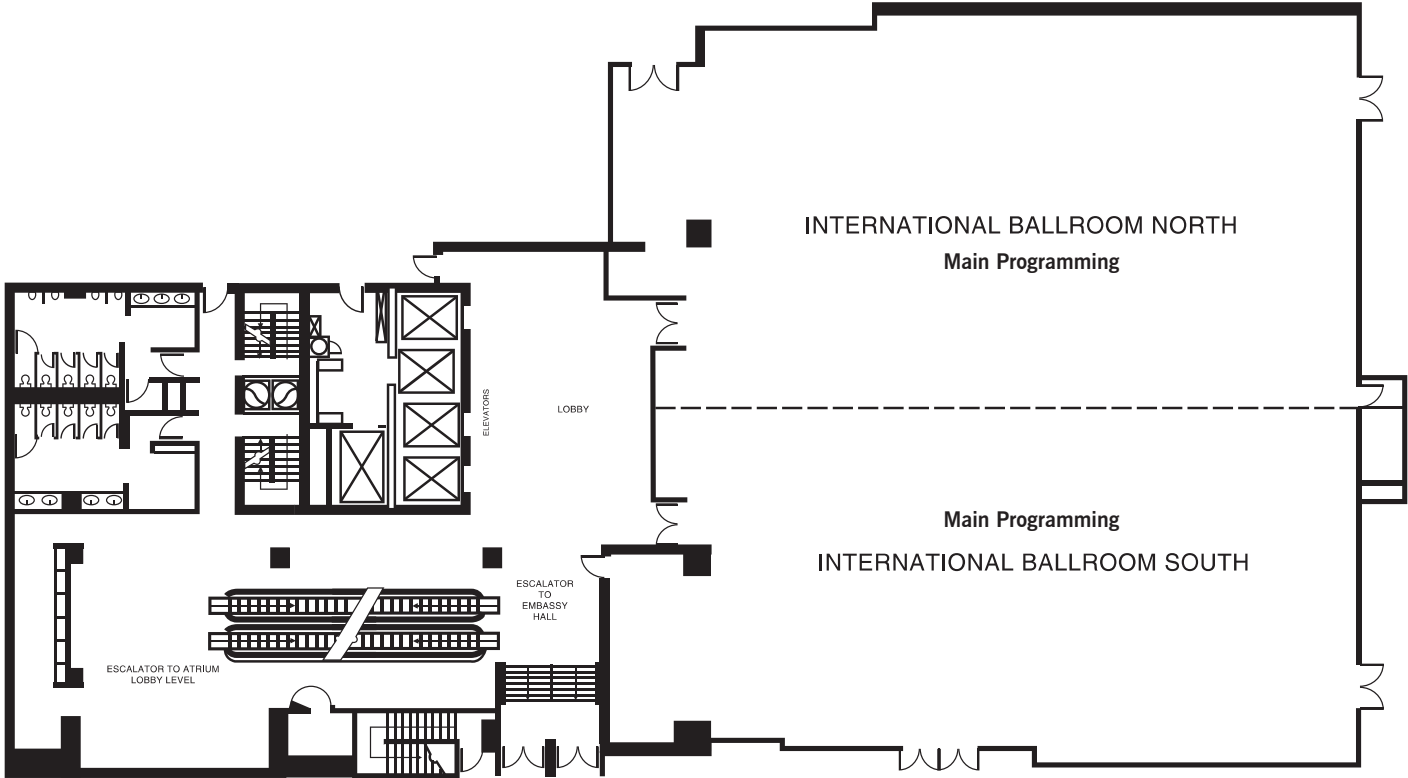 INTERNATIONAL BALLROOM NORTH
Main Programming
ELEVATORS
LOBBY
Main Programming
INTERNATIONAL BALLROOM SOUTH
ESCALATOR
TO
EMBASSY
HALL
ESCALATOR TO ATRIUM
LOBBY LEVEL